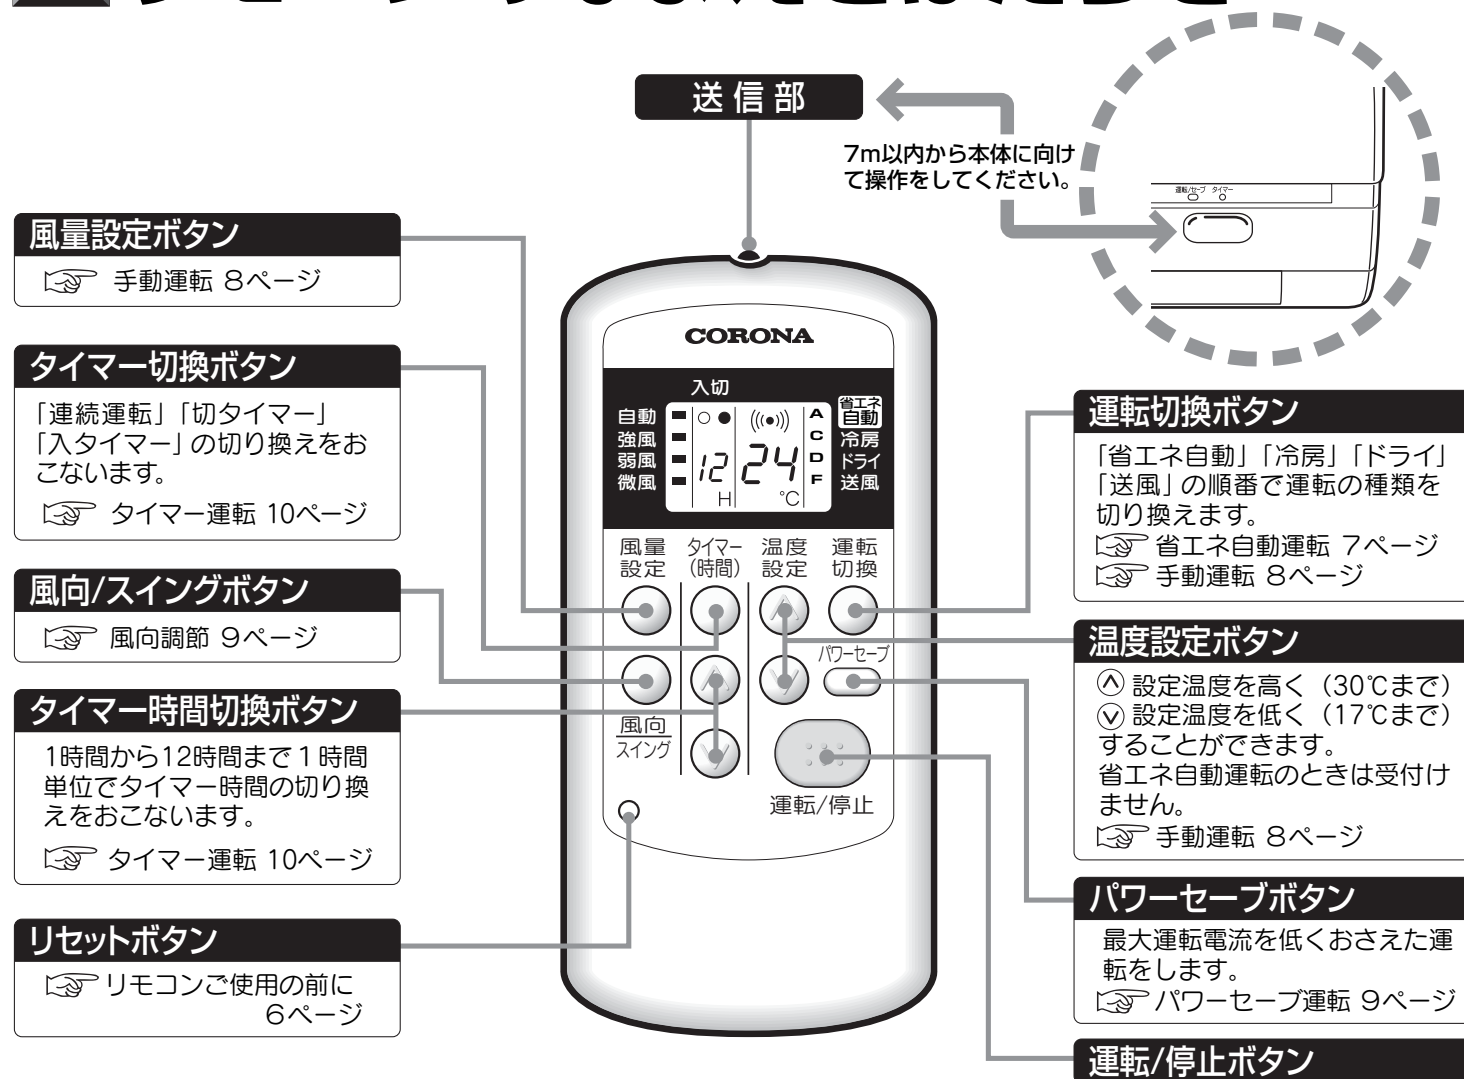 送信部
7m以内から本体に向け
て操作をしてください。
運転/セーブ タイマー
風量設定ボタン
手動運転 8ページ
タイマー切換ボタン
「連続運転」「切タイマー」
「入タイマー」の切り換えをお
こないます。
タイマー運転 10ページ
風向/スイングボタン
風向調節 9ページ
タイマー時間切換ボタン
1時間から12時間まで1時間
単位でタイマー時間の切り換
えをおこないます。
タイマー運転 10ページ
リセットボタン
リモコンご使用の前に
6ページ
CORONA
入切
自動
強風
弱風
微風
12
H
24
℃
A
C
D
F
省エネ
自動
冷房
ドライ
送風
風量
設定
タイマー
(時間)
温度
設定
運転
切換
パワーセーブ
風向
スイング
運転/停止
運転切換ボタン
「省エネ自動」「冷房」「ドライ」
「送風」の順番で運転の種類を
切り換えます。
省エネ自動運転 7ページ
手動運転 8ページ
温度設定ボタン
設定温度を高く(30℃まで)
設定温度を低く(17℃まで)
することができます。
省エネ自動運転のときは受付け
ません。
手動運転 8ページ
パワーセーブボタン
最大運転電流を低くおさえた運
転をします。
パワーセーブ運転 9ページ
運転/停止ボタン